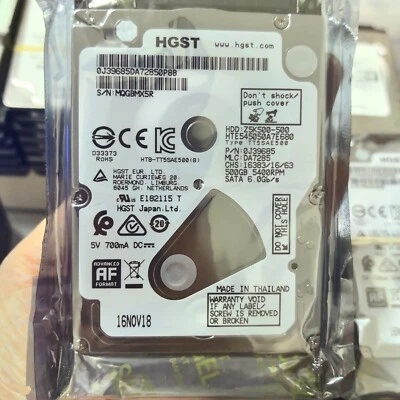 HGST
www.hgst.com
0J39685DA7285OPBB
S/N: MQGBMX5R
Don't shock/
push cover
HDD: Z5K500-500
HTE545050A7E680
TYPE TT5SAE500
P/N: 0J39685
MLC: DA7285
CHS: 16383/16/63
500GB 5400RPM
SATA 6.0Gb/s
D33373
ROHS
HTB-TT5SAE500(B)
HGST EUR. LTD.
MARIE CURIEWEG 20
ROERMOND, LIMBURG
6045 GH, NETHERLANDS
E182115 T
HGST Japan,Ltd.
20
5V 700mA DC
DO NOT COVER
THIS HOLE
ADVANCED
AF
FORMAT
16NOV18
MADE IN THAILAND
WARRANTY VOID
IF ANY LABEL/
SCREW IS REMOVED
OR BROKEN